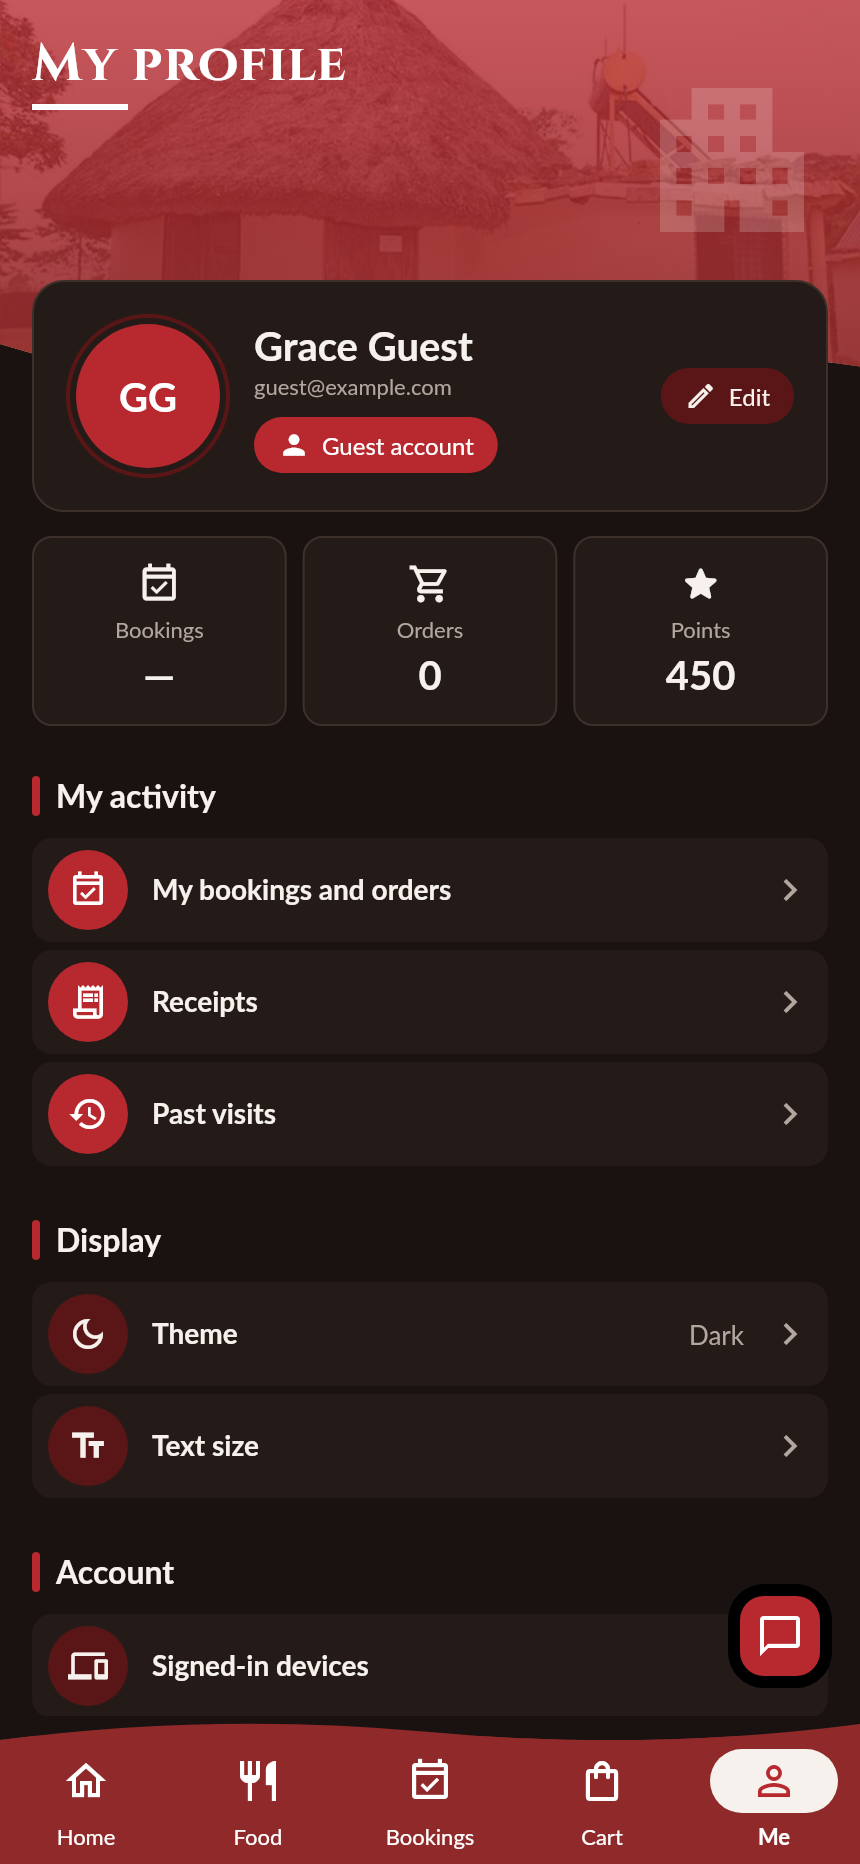 My profile
GG
Grace Guest
guest@example.com
Guest account
Edit
Bookings
—
Orders
0
Points
450
My activity
My bookings and orders
Receipts
Past visits
Display
Theme
Dark
Text size
Account
Signed-in devices
Home
Food
Bookings
Cart
Me